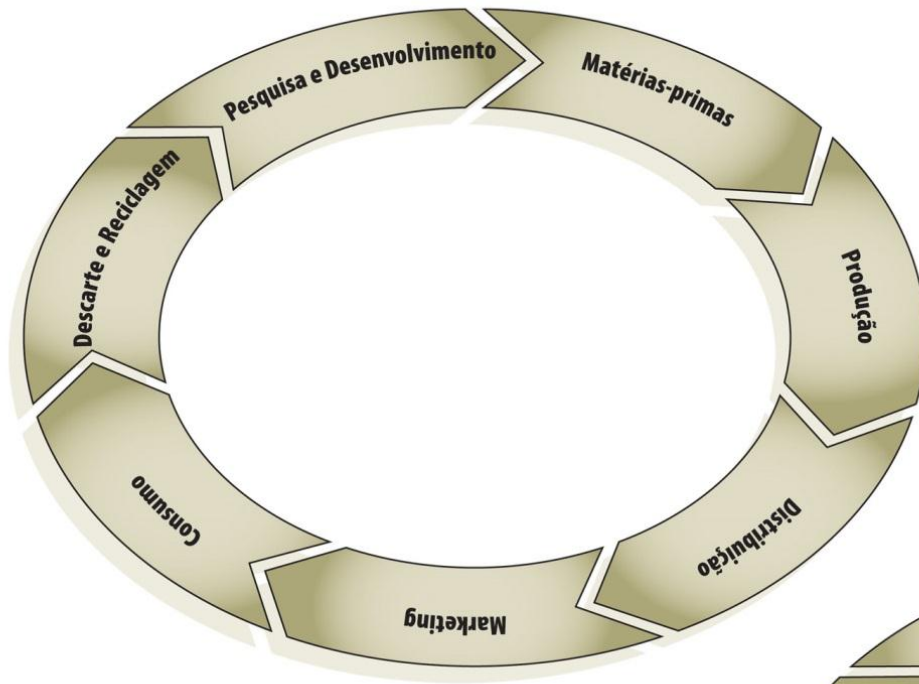 Pesquisa e Desenvolvimento
Matérias-primas
Produção
Distribuição
Marketing
Consumo
Descarte e Reciclagem